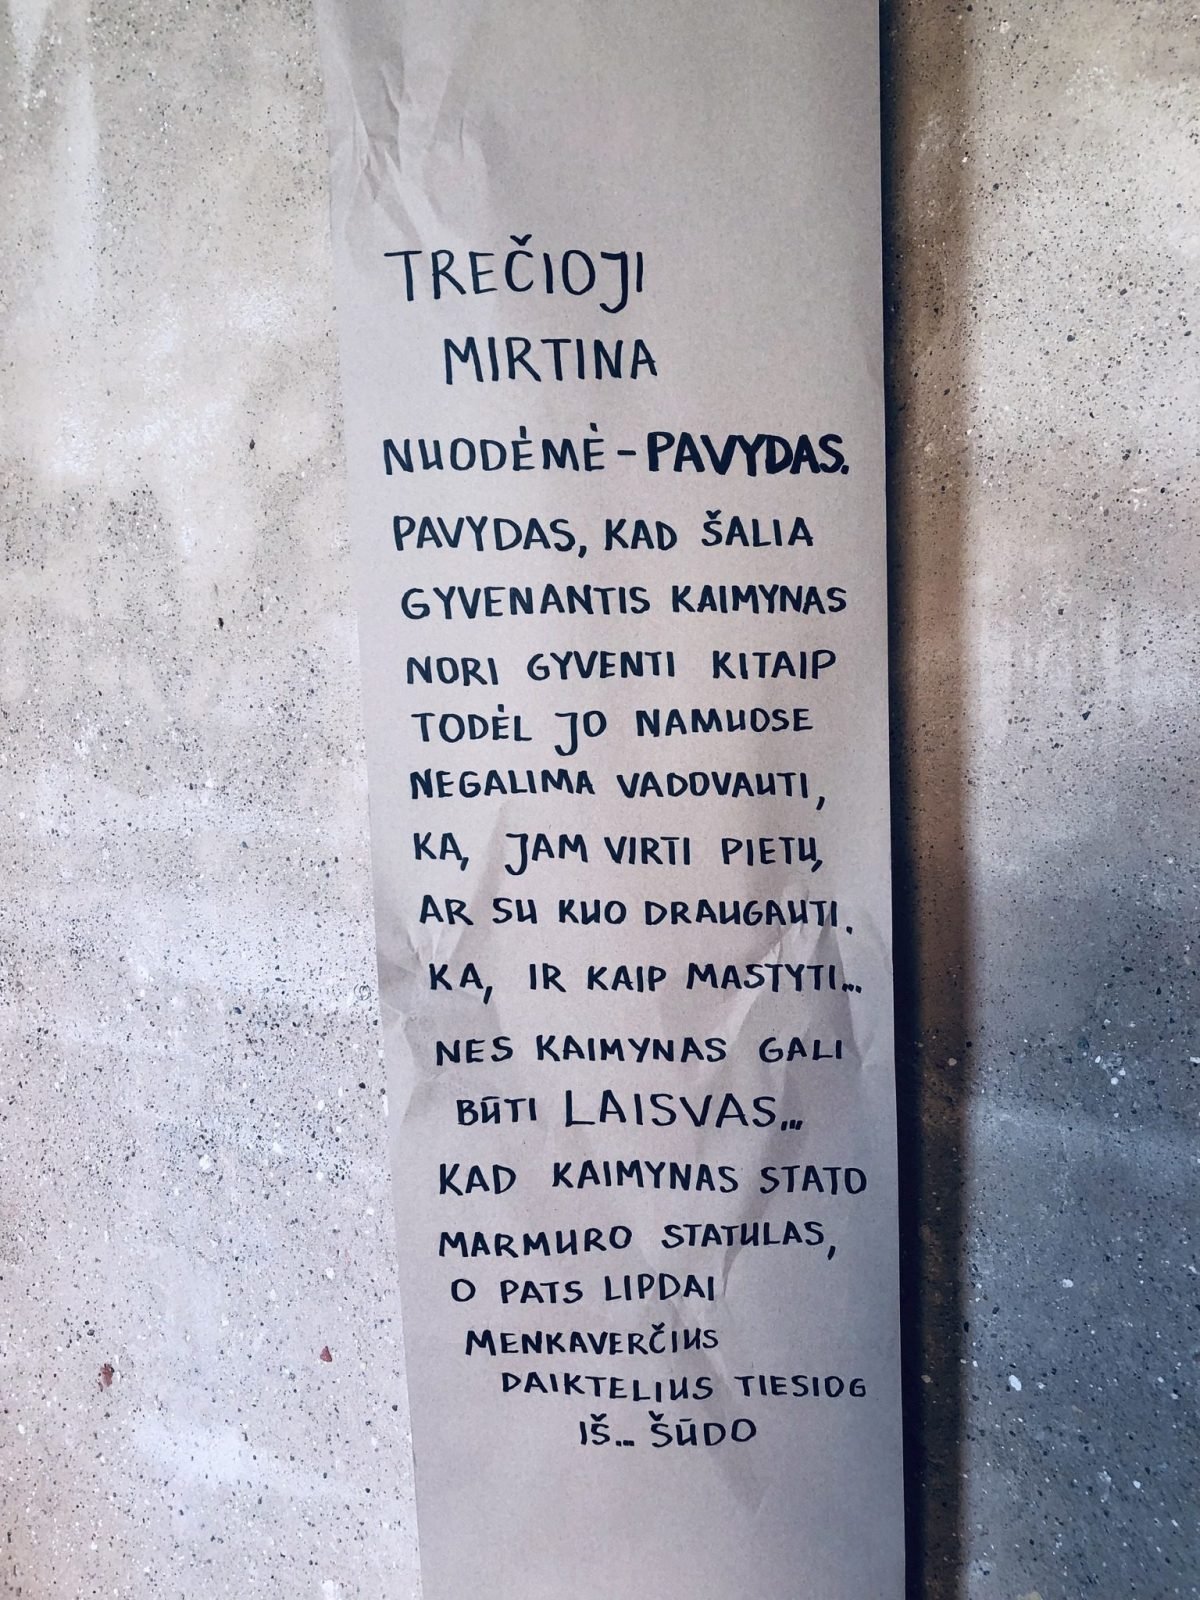 TREČIOJI
MIRTINA
NUODĖMĖ - PAVYDAS.
PAVYDAS, KAD ŠALIA
GYVENANTIS KAIMYNAS
NORI GYVENTI KITAIP
TODĖL JO NAMUOSE
NEGALIMA VADOVAUTI,
KĄ JAM VIRTI PIETŲ,
AR SU KUO DRAUGAUTI.
KĄ IR KAIP MASTYTI...
NES KAIMYNAS GALI
BŪTI LAISVAS...
KAD KAIMYNAS STATO
MARMURO STATULAS,
O PATS LIPDAI
MENKAVERČIUS
DAIKTELIUS TIESIOG
IŠ... ŠŪDO